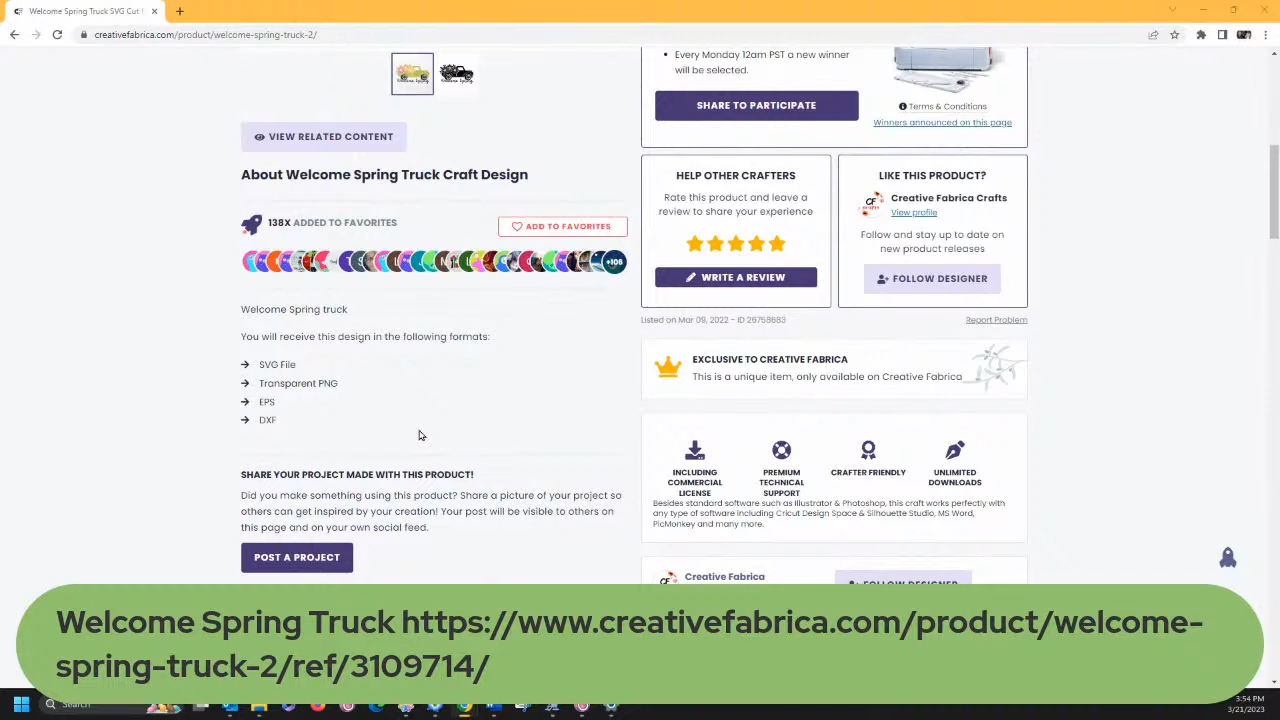 Welcome Spring Truck SVG Cut
creativefabrica.com/product/welcome-spring-truck-2/
Every Monday 12am PST a new winner
will be selected.
SHARE TO PARTICIPATE
Terms & Conditions
Winners announced on this page
VIEW RELATED CONTENT
About Welcome Spring Truck Craft Design
138X ADDED TO FAVORITES
ADD TO FAVORITES
+108
HELP OTHER CRAFTERS
Rate this product and leave a
review to share your experience
WRITE A REVIEW
LIKE THIS PRODUCT?
Creative Fabrica Crafts
View profile
Follow and stay up to date on
new product releases
FOLLOW DESIGNER
Welcome Spring truck
You will receive this design in the following formats:
SVG File
Transparent PNG
EPS
DXF
Listed on Mar 09, 2022 - ID 26758683
Report Problem
EXCLUSIVE TO CREATIVE FABRICA
This is a unique item, only available on Creative Fabrica
INCLUDING
COMMERCIAL
LICENSE
PREMIUM
TECHNICAL
SUPPORT
CRAFTER FRIENDLY
UNLIMITED
DOWNLOADS
Besides standard software such as Illustrator & Photoshop, this craft works perfectly with
any type of software including Cricut Design Space & Silhouette Studio, MS Word,
PicMonkey and many more.
SHARE YOUR PROJECT MADE WITH THIS PRODUCT!
Did you make something using this product? Share a picture of your project so
others can get inspired by your creation! Your post will be visible to others on
this page and on your own social feed.
POST A PROJECT
Creative Fabrica
FOLLOW DESIGNER
Welcome Spring Truck https://www.creativefabrica.com/product/welcome-
spring-truck-2/ref/3109714/
Search
3:54 PM
3/21/2023